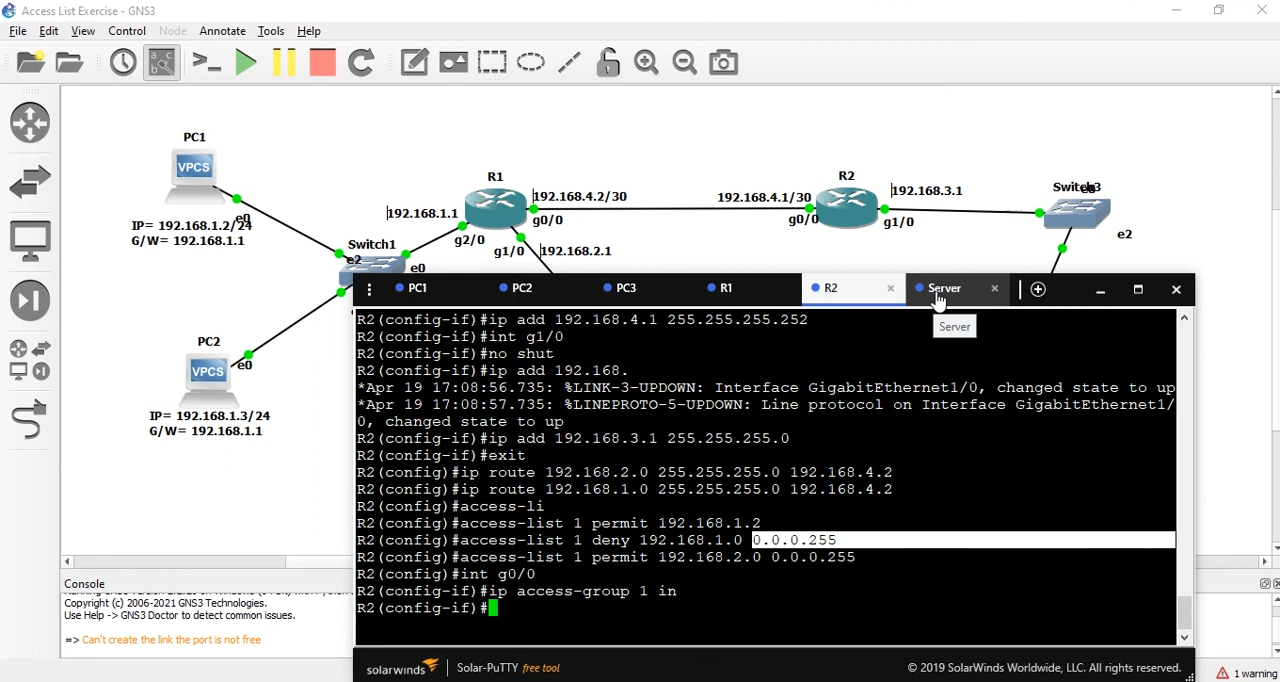 Access List Exercise - GNS3
File Edit View Control Node Annotate Tools Help
PC1
VPCS
e0
IP= 192.168.1.2/24
G/W= 192.168.1.1
Switch1
e2
e0
192.168.1.1
g2/0
R1
192.168.4.2/30
g0/0
g1/0
192.168.2.1
192.168.4.1/30
g0/0
R2
192.168.3.1
g1/0
Switch3
e2
PC2
VPCS
e0
IP= 192.168.1.3/24
G/W= 192.168.1.1
PC1 PC2 PC3 R1 R2 × Server ×
Server
R2(config-if)#ip add 192.168.4.1 255.255.255.252
R2(config-if)#int g1/0
R2(config-if)#no shut
R2(config-if)#ip add 192.168.
*Apr 19 17:08:56.735: %LINK-3-UPDOWN: Interface GigabitEthernet1/0, changed state to up
*Apr 19 17:08:57.735: %LINEPROTO-5-UPDOWN: Line protocol on Interface GigabitEthernet1/
0, changed state to up
R2(config-if)#ip add 192.168.3.1 255.255.255.0
R2(config-if)#exit
R2(config)#ip route 192.168.2.0 255.255.255.0 192.168.4.2
R2(config)#ip route 192.168.1.0 255.255.255.0 192.168.4.2
R2(config)#access-li
R2(config)#access-list 1 permit 192.168.1.2
R2(config)#access-list 1 deny 192.168.1.0 0.0.0.255
R2(config)#access-list 1 permit 192.168.2.0 0.0.0.255
R2(config)#int g0/0
R2(config-if)#ip access-group 1 in
R2(config-if)#
solarwinds Solar-PuTTY free tool
© 2019 SolarWinds Worldwide, LLC. All rights reserved.
Console
Copyright (c) 2006-2021 GNS3 Technologies.
Use Help -> GNS3 Doctor to detect common issues.
=> Can't create the link the port is not free
1 warning